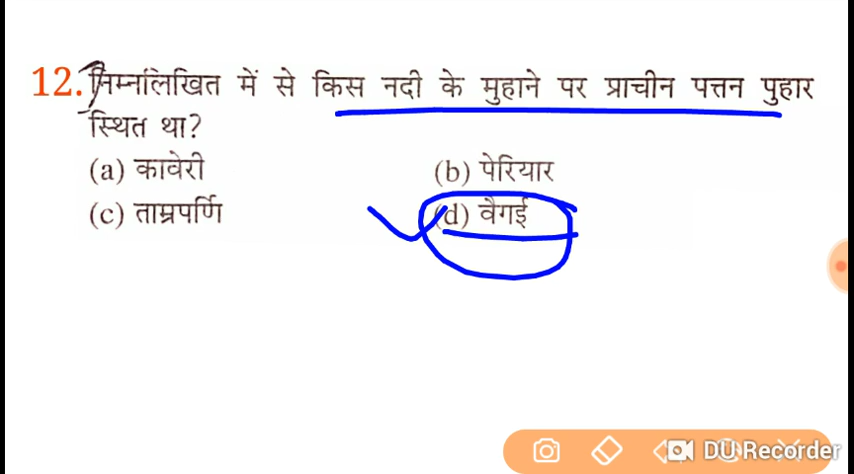 12. निम्नलिखित में से किस नदी के मुहाने पर प्राचीन पत्तन पुहार
स्थित था?
(a) कावेरी (b) पेरियार
(c) ताम्रपर्णि (d) वैगई
DU Recorder